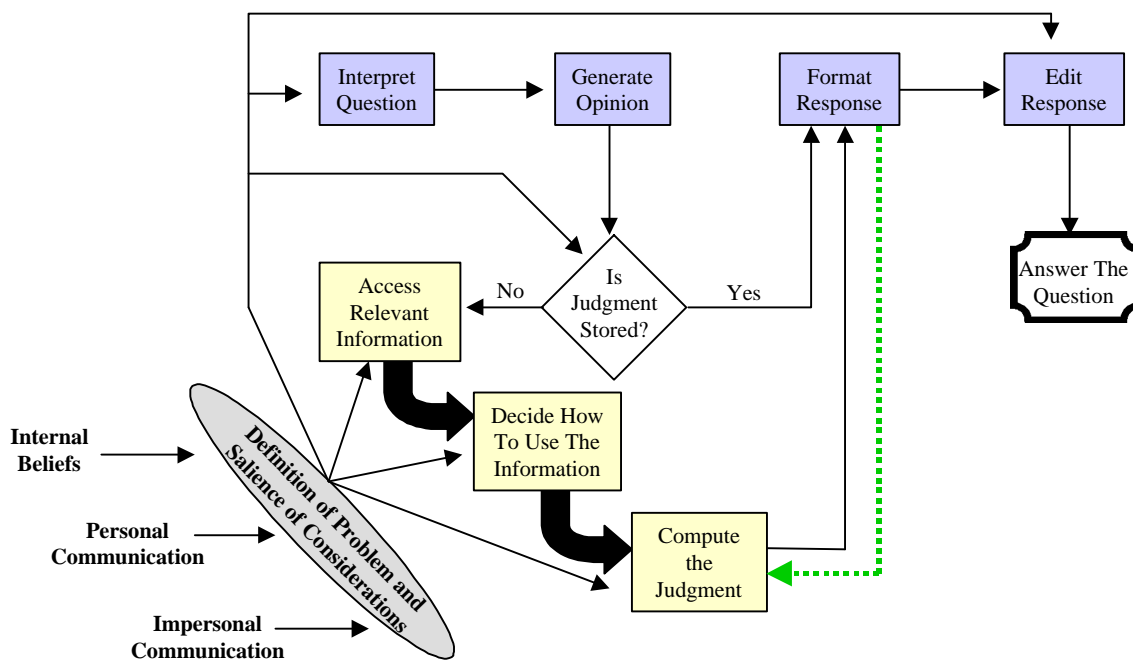 Interpret
Question
Generate
Opinion
Format
Response
Edit
Response
Answer The
Question
Is
Judgment
Stored?
No
Yes
Access
Relevant
Information
Decide How
To Use The
Information
Compute
the
Judgment
Internal
Beliefs
Personal
Communication
Impersonal
Communication
Definition of Problem and
Salience of Considerations